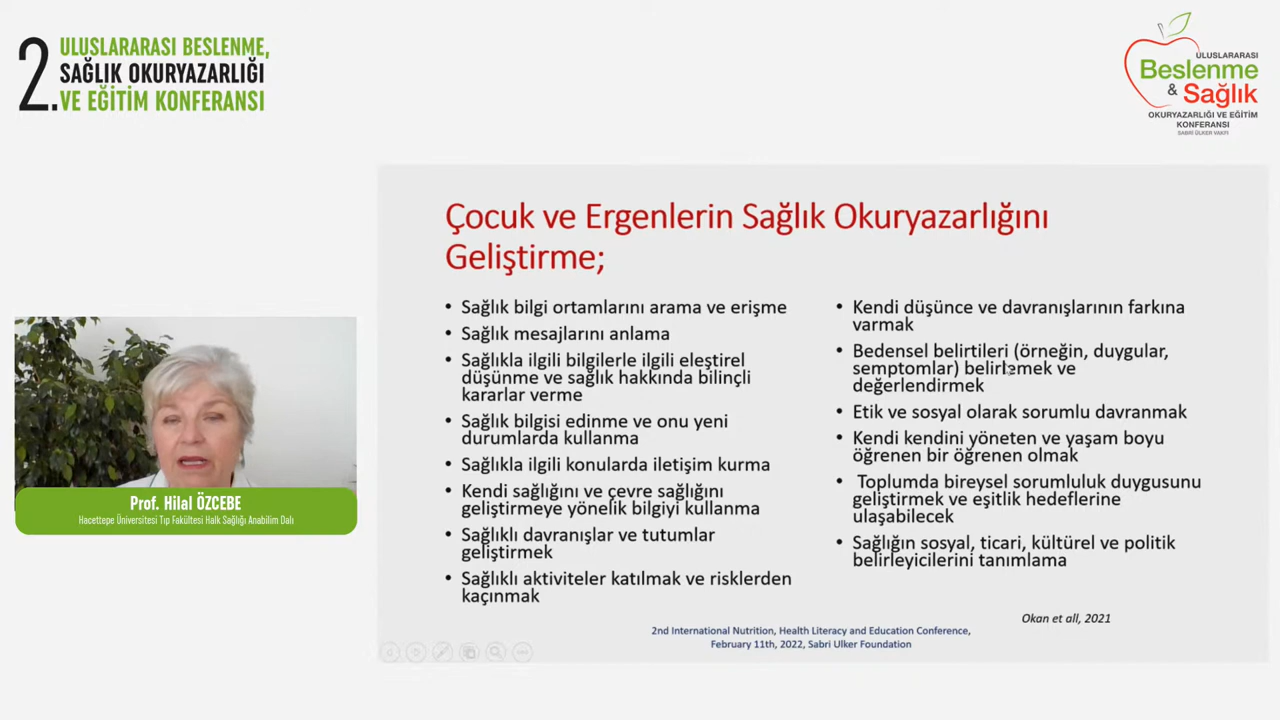 2. ULUSLARARASI BESLENME,
SAĞLIK OKURYAZARLIĞI
VE EĞİTİM KONFERANSI
ULUSLARARASI
Beslenme
& Sağlık
OKURYAZARLIĞI VE EĞİTİM
KONFERANSI
SABRİ ÜLKER VAKFI
Çocuk ve Ergenlerin Sağlık Okuryazarlığını
Geliştirme;
• Sağlık bilgi ortamlarını arama ve erişme
• Sağlık mesajlarını anlama
• Sağlıkla ilgili bilgilerle ilgili eleştirel
düşünme ve sağlık hakkında bilinçli
kararlar verme
• Sağlık bilgisi edinme ve onu yeni
durumlarda kullanma
• Sağlıkla ilgili konularda iletişim kurma
• Kendi sağlığını ve çevre sağlığını
geliştirmeye yönelik bilgiyi kullanma
• Sağlıklı davranışlar ve tutumlar
geliştirmek
• Sağlıklı aktiviteler katılmak ve risklerden
kaçınmak
• Kendi düşünce ve davranışlarının farkına
varmak
• Bedensel belirtileri (örneğin, duygular,
semptomlar) belirlemek ve
değerlendirmek
• Etik ve sosyal olarak sorumlu davranmak
• Kendi kendini yöneten ve yaşam boyu
öğrenen bir öğrenen olmak
• Toplumda bireysel sorumluluk duygusunu
geliştirmek ve eşitlik hedeflerine
ulaşabilecek
• Sağlığın sosyal, ticari, kültürel ve politik
belirleyicilerini tanımlama
Okan et all, 2021
2nd International Nutrition, Health Literacy and Education Conference,
February 11th, 2022, Sabri Ulker Foundation
Prof. Hilal ÖZCEBE
Hacettepe Üniversitesi Tıp Fakültesi Halk Sağlığı Anabilim Dalı